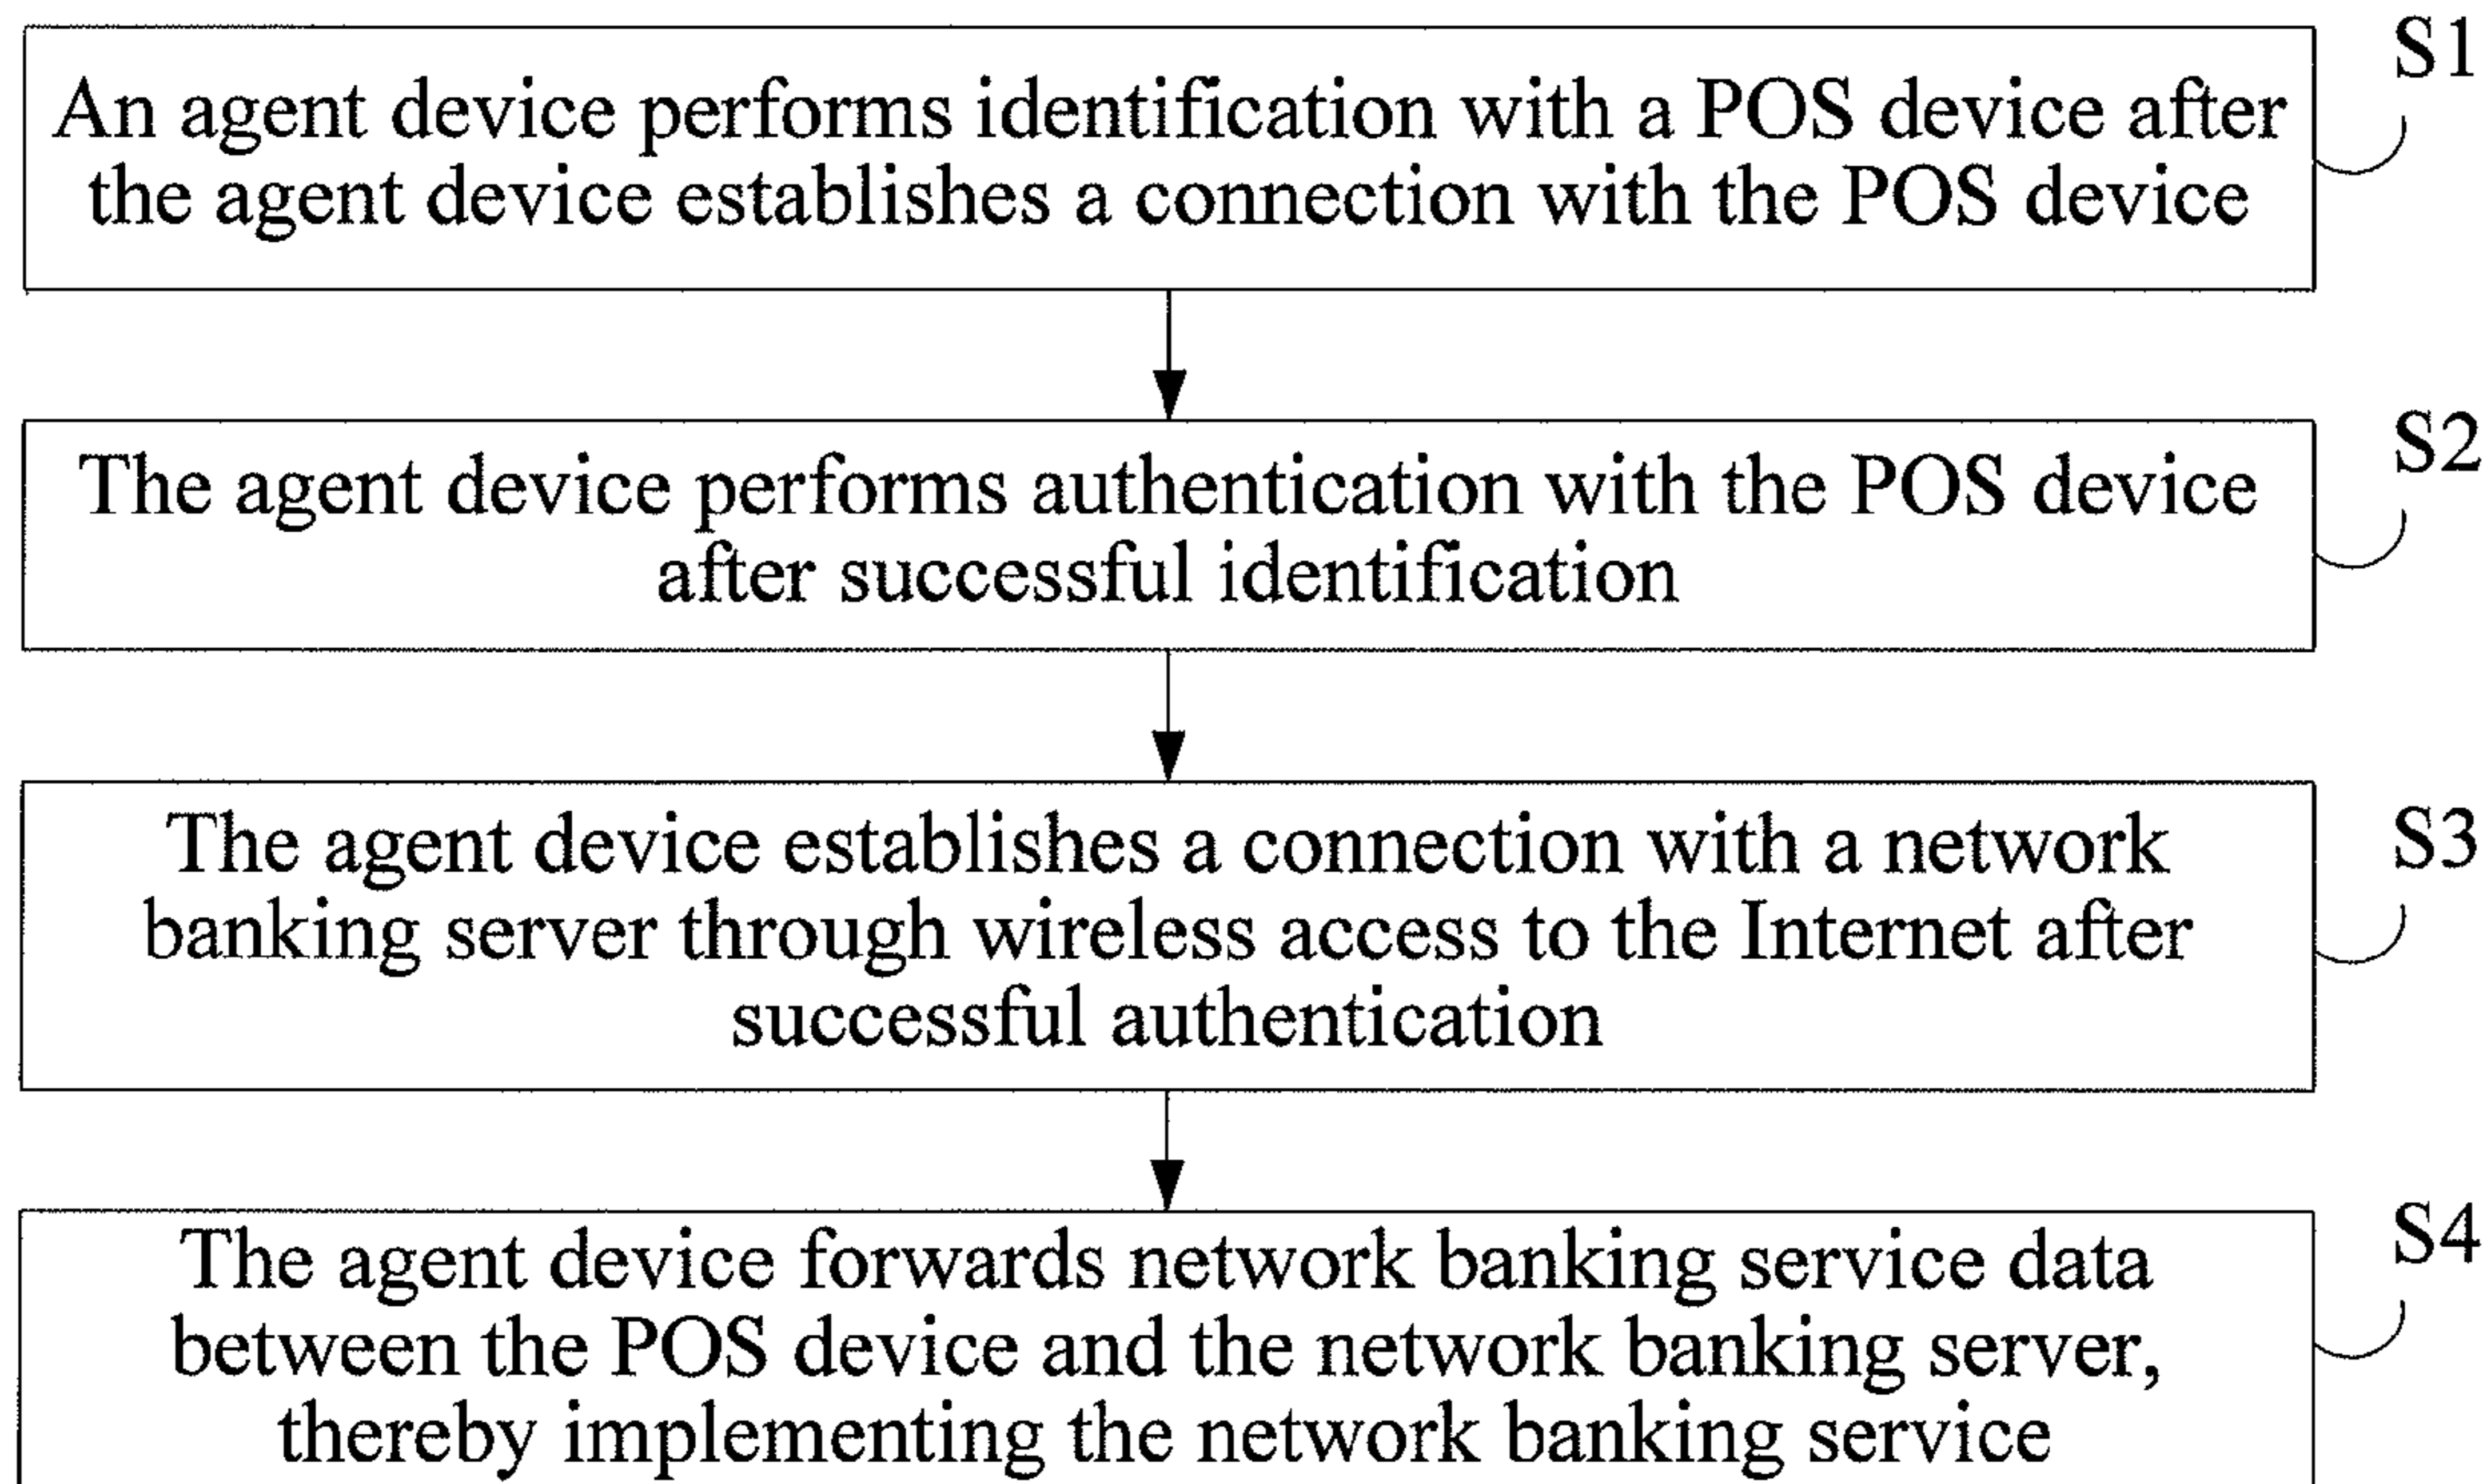 S1
An agent device performs identification with a POS device after
the agent device establishes a connection with the POS device
S2
The agent device performs authentication with the POS device
after successful identification
S3
The agent device establishes a connection with a network
banking server through wireless access to the Internet after
successful authentication
S4
The agent device forwards network banking service data
between the POS device and the network banking server,
thereby implementing the network banking service